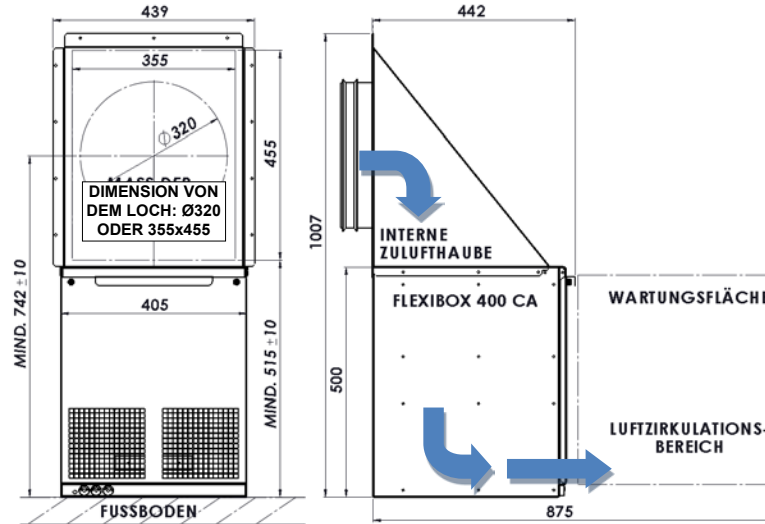 439
442
355
Ø320
455
DIMENSION VON
DEM LOCH: Ø320
ODER 355x455
INTERNE
ZULUFTHAUBE
1007
FLEXIBOX 400 CA
WARTUNGSFLÄCHE
405
MIND. 742 ±10
MIND. 515 ±10
500
LUFTZIRKULATIONS-
BEREICH
FUSSBODEN
875